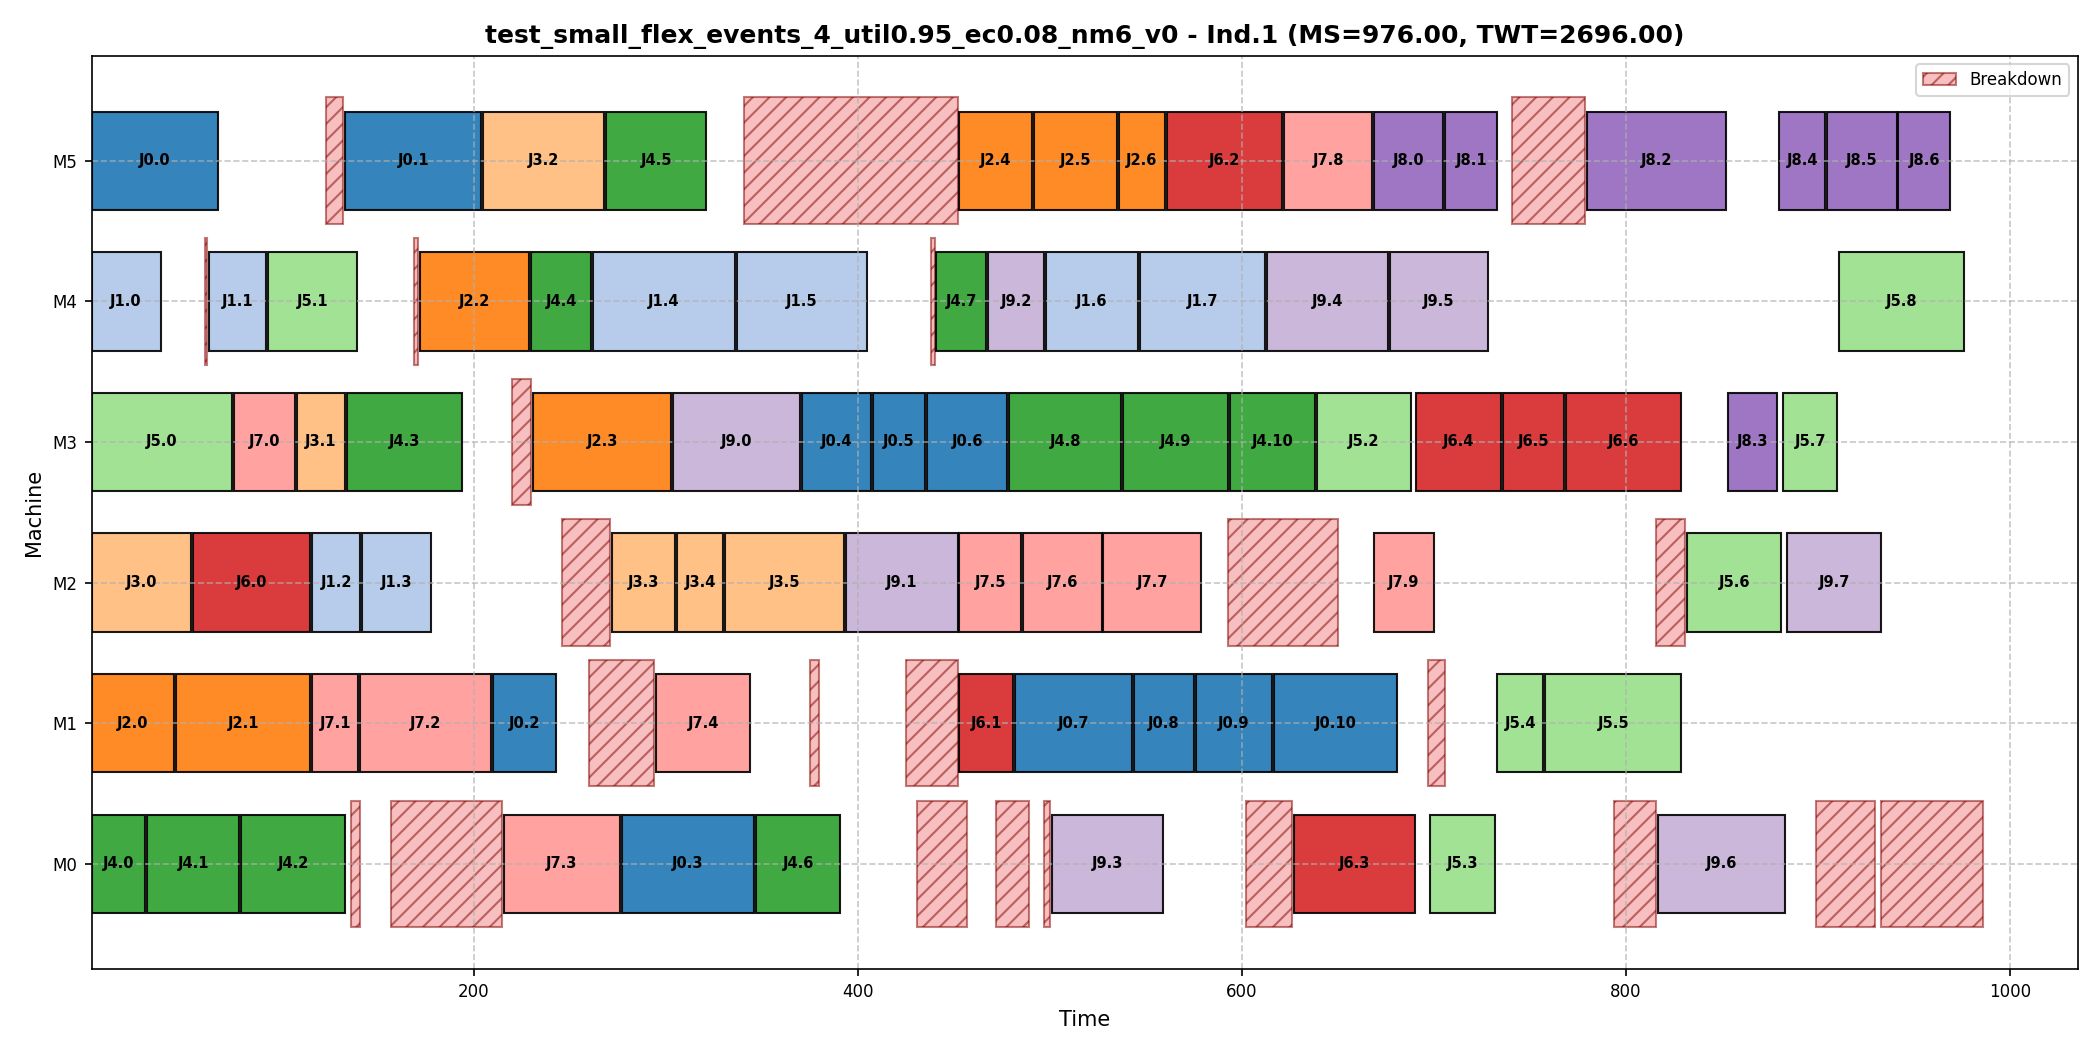 test_small_flex_events_4_util0.95_ec0.08_nm6_v0 - Ind.1 (MS=976.00, TWT=2696.00)
Breakdown
M5 J0.0 J0.1 J3.2 J4.5 J2.4 J2.5 J2.6 J6.2 J7.8 J8.0 J8.1 J8.2 J8.4 J8.5 J8.6
M4 J1.0 J1.1 J5.1 J2.2 J4.4 J1.4 J1.5 J4.7 J9.2 J1.6 J1.7 J9.4 J9.5 J5.8
M3 J5.0 J7.0 J3.1 J4.3 J2.3 J9.0 J0.4 J0.5 J0.6 J4.8 J4.9 J4.10 J5.2 J6.4 J6.5 J6.6 J8.3 J5.7
Machine
M2 J3.0 J6.0 J1.2 J1.3 J3.3 J3.4 J3.5 J9.1 J7.5 J7.6 J7.7 J7.9 J5.6 J9.7
M1 J2.0 J2.1 J7.1 J7.2 J0.2 J7.4 J6.1 J0.7 J0.8 J0.9 J0.10 J5.4 J5.5
M0 J4.0 J4.1 J4.2 J7.3 J0.3 J4.6 J9.3 J6.3 J5.3 J9.6
200 400 600 800 1000
Time